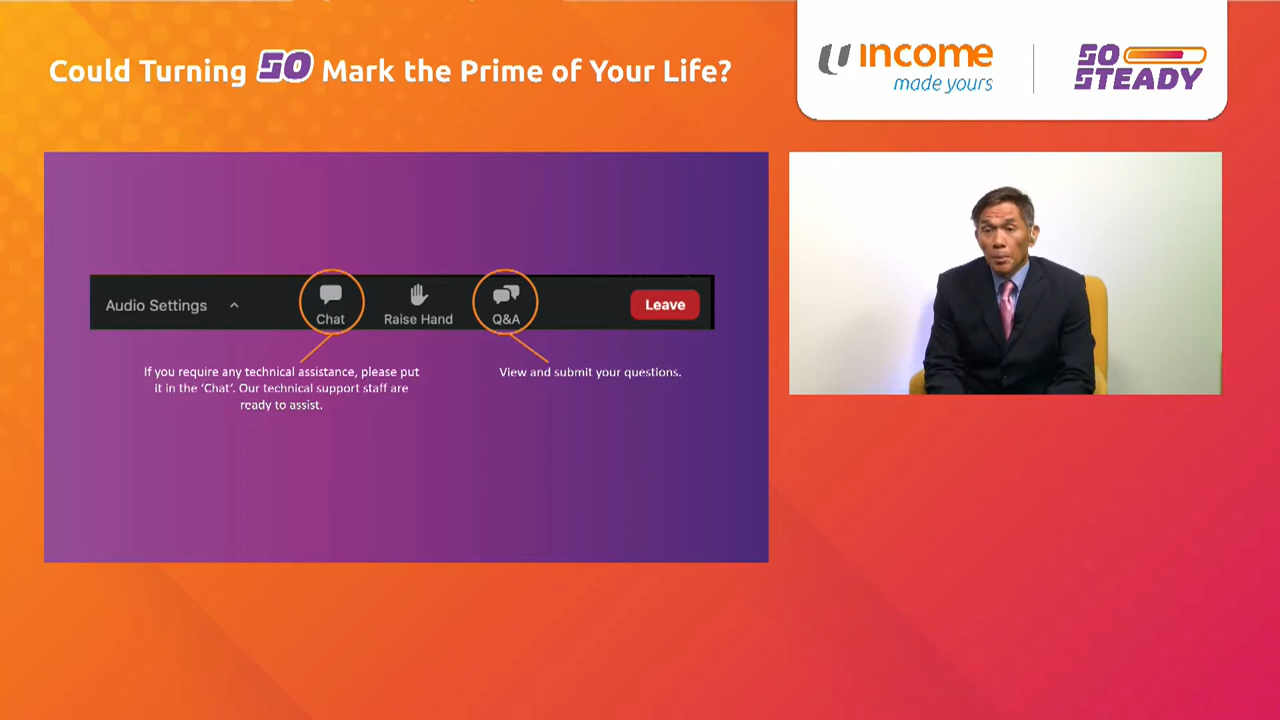 Could Turning 50 Mark the Prime of Your Life?
income
made yours
50
STEADY
Audio Settings
Chat
Raise Hand
Q&A
Leave
If you require any technical assistance, please put
it in the ‘Chat’. Our technical support staff are
ready to assist.
View and submit your questions.